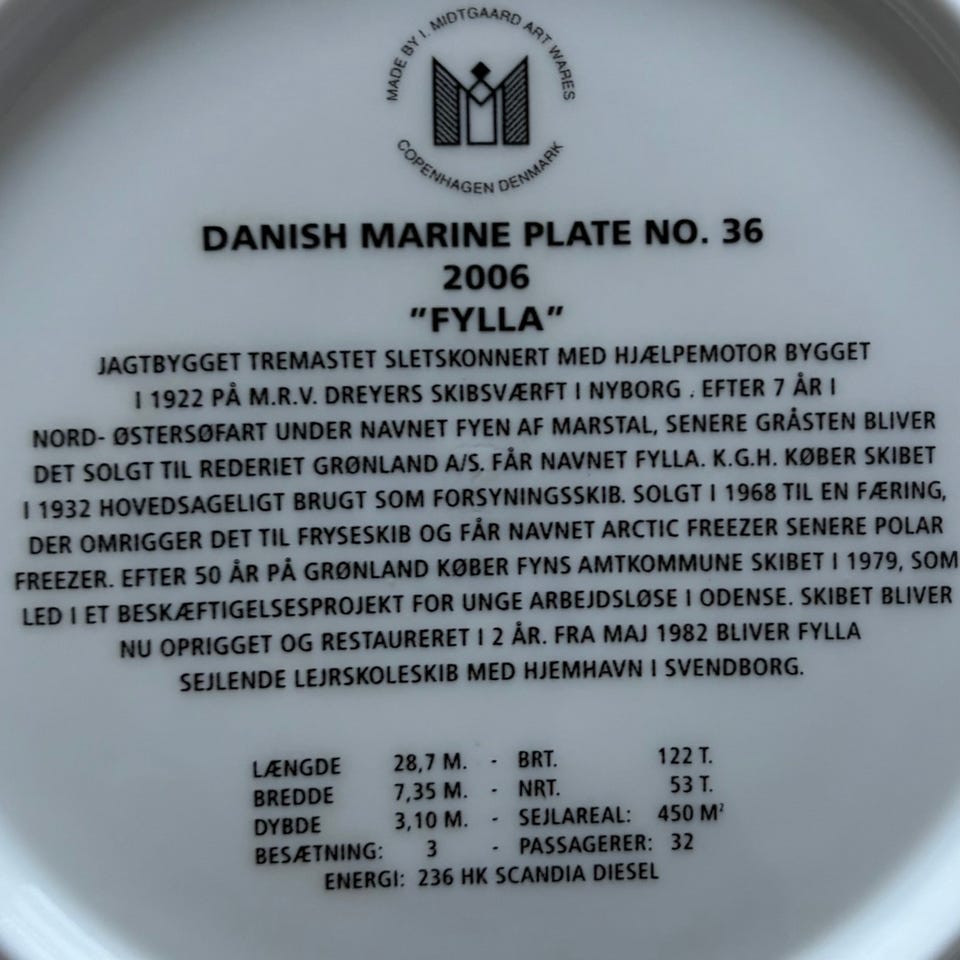 MADE BY I. MIDTGAARD ART WARES
COPENHAGEN DENMARK
DANISH MARINE PLATE NO. 36
2006
"FYLLA"
JAGTBYGGET TREMASTET SLETSKONNERT MED HJÆLPEMOTOR BYGGET
I 1922 PÅ M.R.V. DREYERS SKIBSVÆRFT I NYBORG . EFTER 7 ÅR I
NORD- ØSTERSØFART UNDER NAVNET FYEN AF MARSTAL, SENERE GRÅSTEN BLIVER
DET SOLGT TIL REDERIET GRØNLAND A/S. FÅR NAVNET FYLLA. K.G.H. KØBER SKIBET
I 1932 HOVEDSAGELIGT BRUGT SOM FORSYNINGSSKIB. SOLGT I 1968 TIL EN FÆRING,
DER OMRIGGER DET TIL FRYSESKIB OG FÅR NAVNET ARCTIC FREEZER SENERE POLAR
FREEZER. EFTER 50 ÅR PÅ GRØNLAND KØBER FYNS AMTKOMMUNE SKIBET I 1979, SOM
LED I ET BESKÆFTIGELSESPROJEKT FOR UNGE ARBEJDSLØSE I ODENSE. SKIBET BLIVER
NU OPRIGGET OG RESTAURERET I 2 ÅR. FRA MAJ 1982 BLIVER FYLLA
SEJLENDE LEJRSKOLESKIB MED HJEMHAVN I SVENDBORG.
LÆNGDE 28,7 M. - BRT. 122 T.
BREDDE 7,35 M. - NRT. 53 T.
DYBDE 3,10 M. - SEJLAREAL: 450 M²
BESÆTNING: 3 - PASSAGERER: 32
ENERGI: 236 HK SCANDIA DIESEL